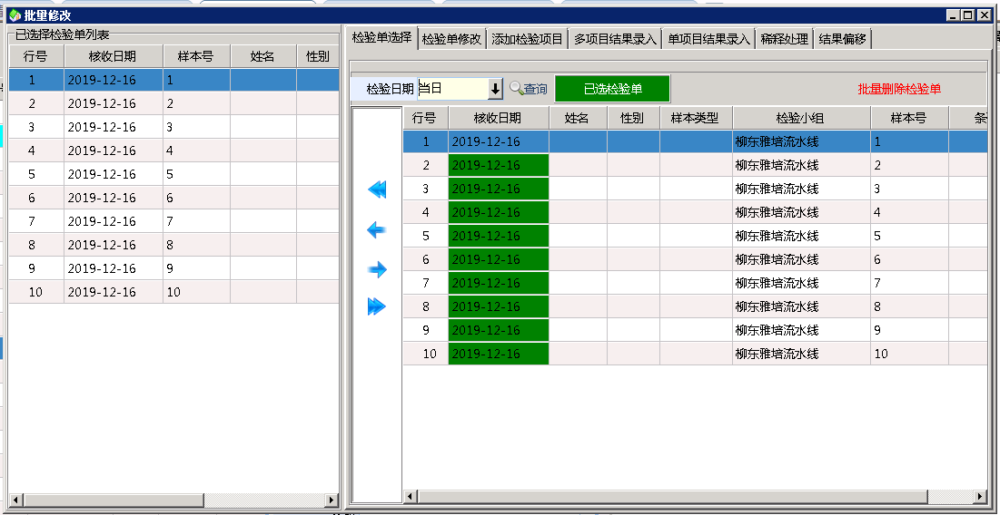 批量修改
已选择检验单列表
行号 核收日期 样本号 姓名 性别
1 2019-12-16 1
2 2019-12-16 2
3 2019-12-16 3
4 2019-12-16 4
5 2019-12-16 5
6 2019-12-16 6
7 2019-12-16 7
8 2019-12-16 8
9 2019-12-16 9
10 2019-12-16 10
检验单选择 检验单修改 添加检验项目 多项目结果录入 单项目结果录入 稀释处理 结果偏移
检验日期 当日 查询 已选检验单 批量删除检验单
行号 核收日期 姓名 性别 样本类型 检验小组 样本号
1 2019-12-16 柳东雅培流水线 1
2 2019-12-16 柳东雅培流水线 2
3 2019-12-16 柳东雅培流水线 3
4 2019-12-16 柳东雅培流水线 4
5 2019-12-16 柳东雅培流水线 5
6 2019-12-16 柳东雅培流水线 6
7 2019-12-16 柳东雅培流水线 7
8 2019-12-16 柳东雅培流水线 8
9 2019-12-16 柳东雅培流水线 9
10 2019-12-16 柳东雅培流水线 10